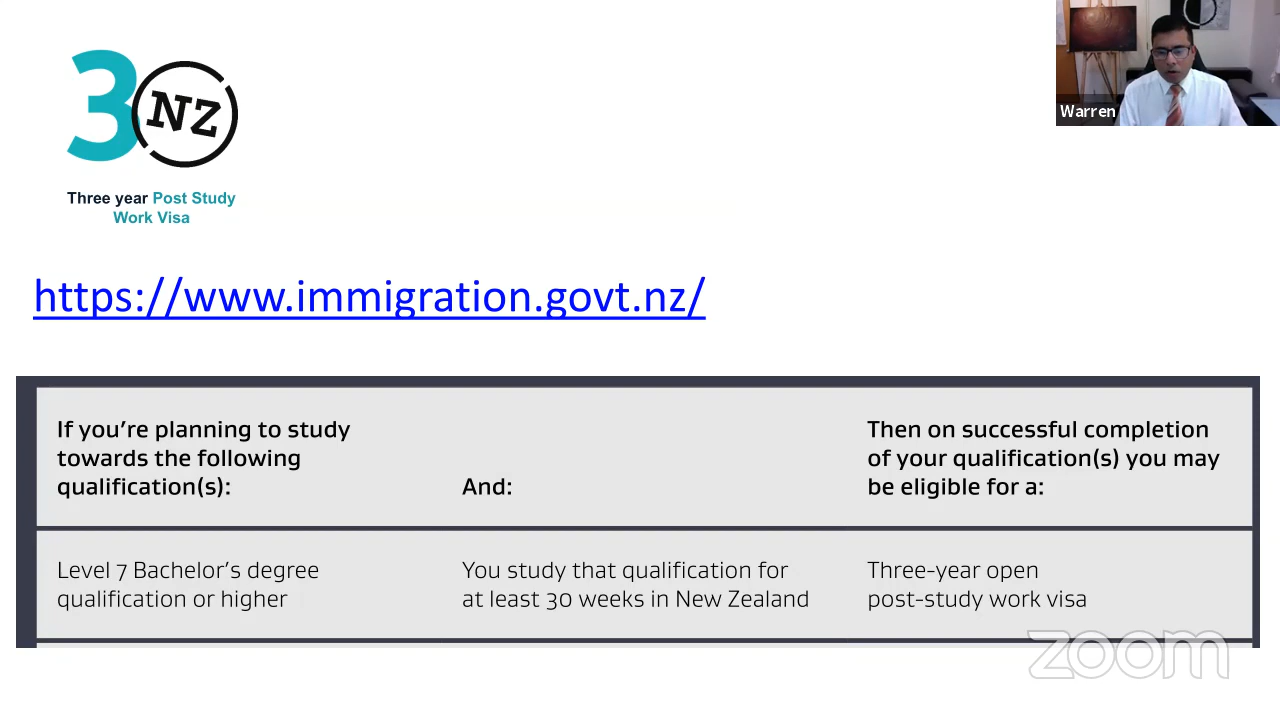 3 NZ
Three year Post Study
Work Visa
Warren
https://www.immigration.govt.nz/
If you're planning to study
towards the following
qualification(s):
And:
Then on successful completion
of your qualification(s) you may
be eligible for a:
Level 7 Bachelor's degree
qualification or higher
You study that qualification for
at least 30 weeks in New Zealand
Three-year open
post-study work visa
zoom